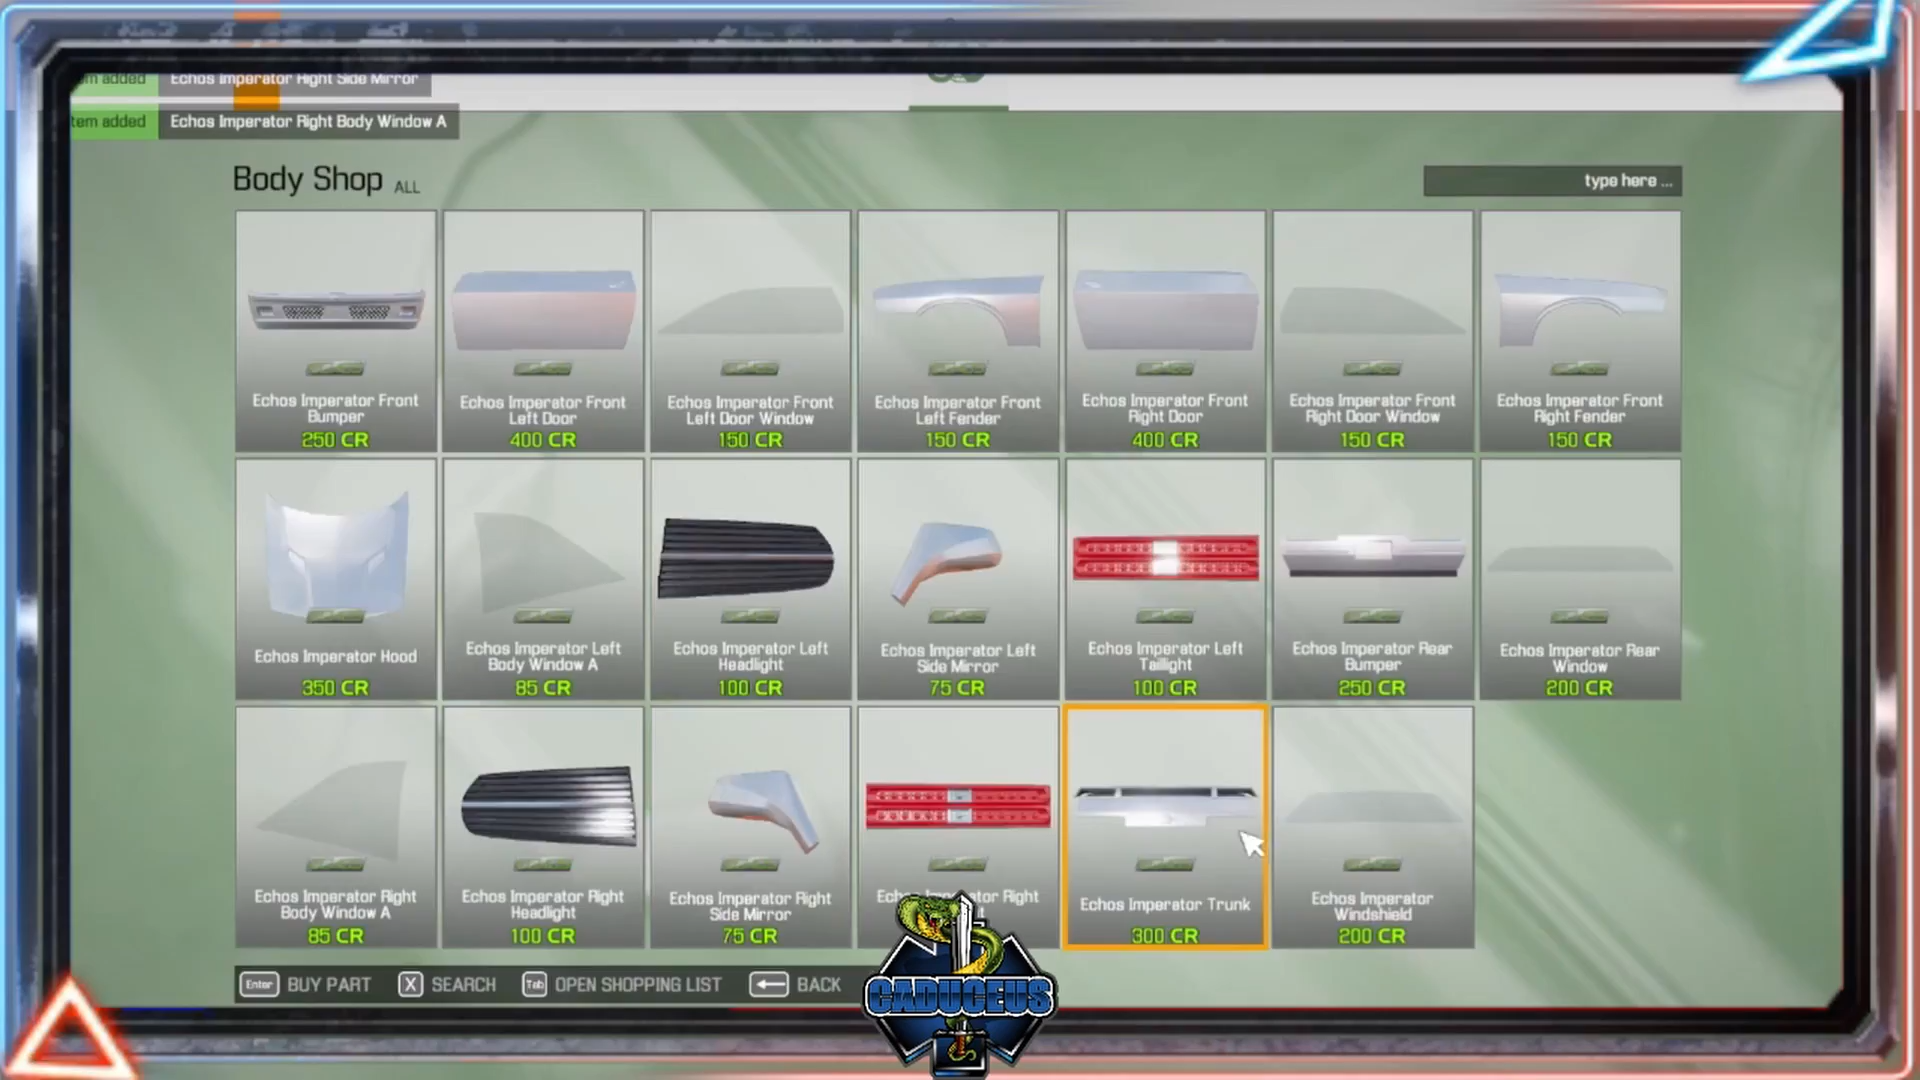 em added
Echos Imperator Right Side Mirror
tem added
Echos Imperator Right Body Window A
Body Shop ALL
type here ...
Echos Imperator Front
Bumper
250 CR
Echos Imperator Front
Left Door
400 CR
Echos Imperator Front
Left Door Window
150 CR
Echos Imperator Front
Left Fender
150 CR
Echos Imperator Front
Right Door
400 CR
Echos Imperator Front
Right Door Window
150 CR
Echos Imperator Front
Right Fender
150 CR
Echos Imperator Hood
350 CR
Echos Imperator Left
Body Window A
85 CR
Echos Imperator Left
Headlight
100 CR
Echos Imperator Left
Side Mirror
75 CR
Echos Imperator Left
Taillight
100 CR
Echos Imperator Rear
Bumper
250 CR
Echos Imperator Rear
Window
200 CR
Echos Imperator Right
Body Window A
85 CR
Echos Imperator Right
Headlight
100 CR
Echos Imperator Right
Side Mirror
75 CR
Right
Echos Imperator Trunk
300 CR
Echos Imperator
Windshield
200 CR
Enter BUY PART
X SEARCH
Tab OPEN SHOPPING LIST
BACK
CADUCEUS